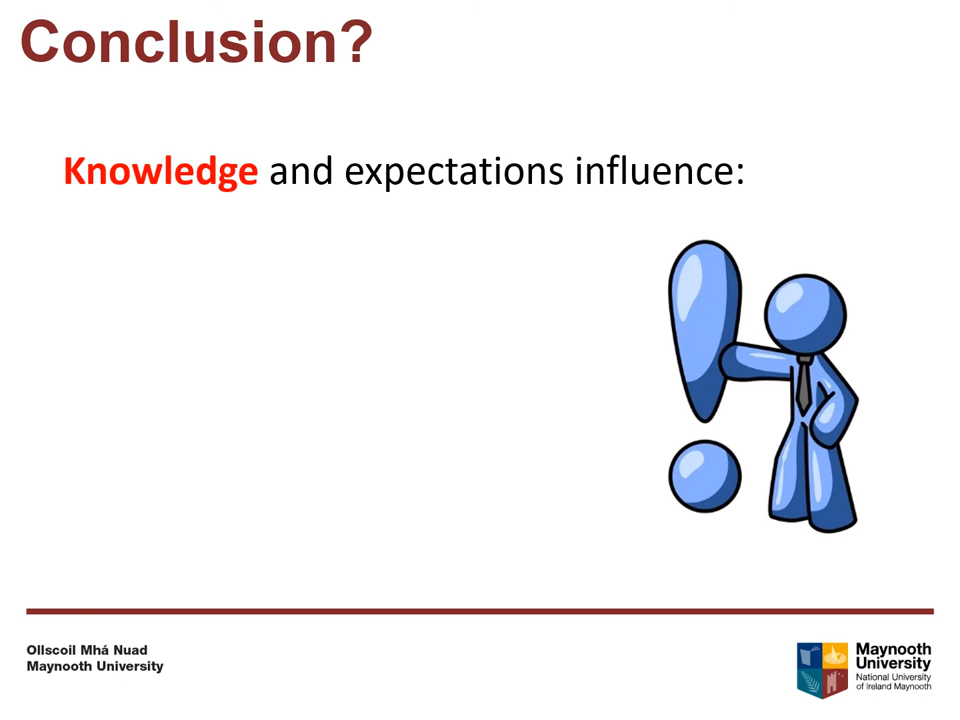 Conclusion?
Knowledge and expectations influence:
Ollscoil Mhá Nuad
Maynooth University
Maynooth
University
National University
of Ireland Maynooth